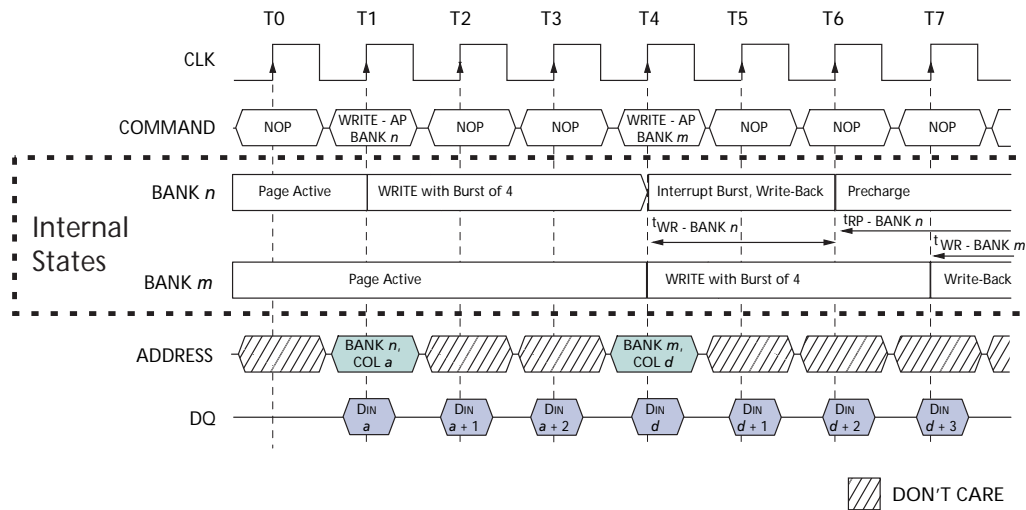 T0 T1 T2 T3 T4 T5 T6 T7
CLK
COMMAND NOP WRITE - AP BANK n NOP NOP WRITE - AP BANK m NOP NOP NOP
Internal States
BANK n Page Active WRITE with Burst of 4 Interrupt Burst, Write-Back Precharge
tWR - BANK n tRP - BANK n
tWR - BANK m
BANK m Page Active WRITE with Burst of 4 Write-Back
ADDRESS BANK n, COL a BANK m, COL d
DQ DIN a DIN a + 1 DIN a + 2 DIN d DIN d + 1 DIN d + 2 DIN d + 3
DON'T CARE